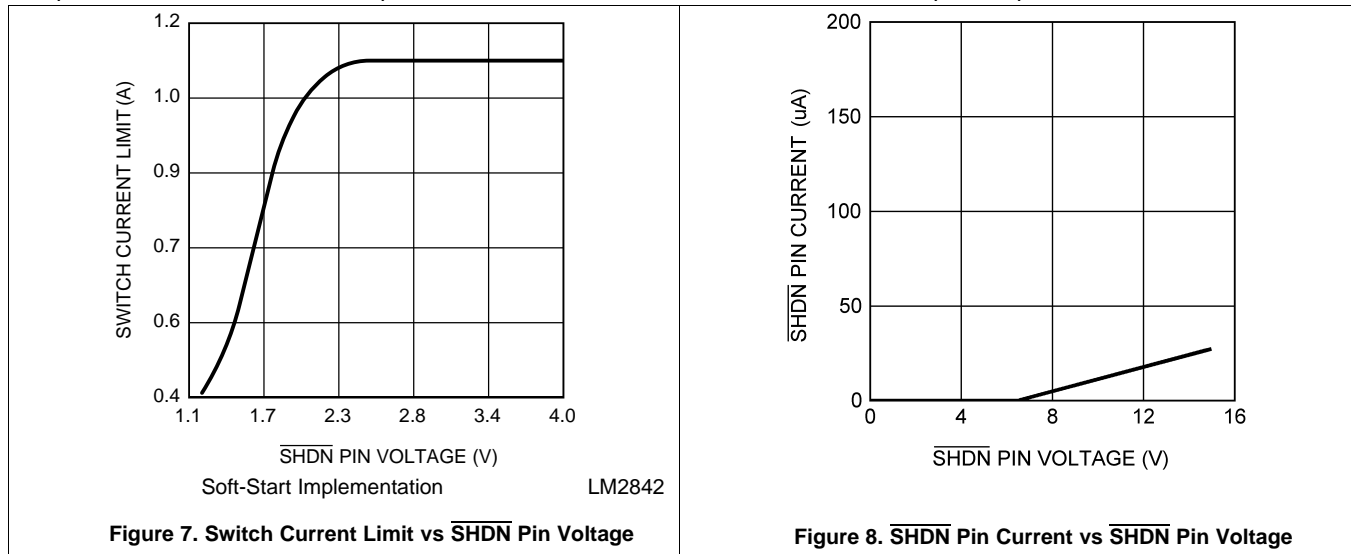 1.2
1.0
0.9
0.7
0.6
0.4
SWITCH CURRENT LIMIT (A)
1.1 1.7 2.3 2.8 3.4 4.0
SHDN PIN VOLTAGE (V)
Soft-Start Implementation LM2842
Figure 7. Switch Current Limit vs SHDN Pin Voltage
200
150
100
50
0
SHDN PIN CURRENT (uA)
0 4 8 12 16
SHDN PIN VOLTAGE (V)
Figure 8. SHDN Pin Current vs SHDN Pin Voltage